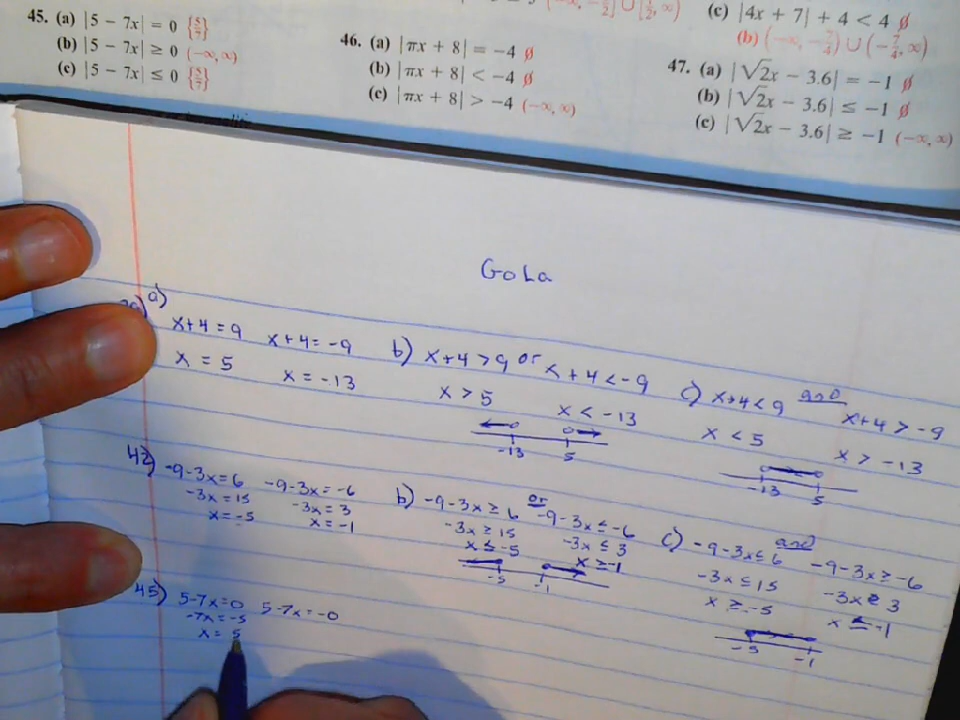 45. (a) |5 − 7x| = 0 {5/7}
(b) |5 − 7x| ≥ 0 (−∞, ∞)
(c) |5 − 7x| ≤ 0 {5/7}
46. (a) |πx + 8| = −4 ∅
(b) |πx + 8| < −4 ∅
(c) |πx + 8| > −4 (−∞, ∞)
(c) |4x + 7| + 4 < 4 ∅
(b) (−∞, −7/4) ∪ (−7/4, ∞)
47. (a) |√2x − 3.6| = −1 ∅
(b) |√2x − 3.6| ≤ −1 ∅
(c) |√2x − 3.6| ≥ −1 (−∞, ∞)
GoLa
a)
x+4=9 x+4=-9
x=5 x=-13
b) x+4>9 or x+4<-9
x>5 x<-13
-13 5
c) x+4<9 and x+4>-9
x<5 x>-13
-13 5
42) -9-3x=6 -9-3x=-6
-3x=15 -3x=3
x=-5 x=-1
b) -9-3x≥6 or -9-3x≤-6
-3x≥15 -3x≤3
x≤-5 x≥-1
-5 -1
c) -9-3x≤6 and -9-3x≥-6
-3x≤15 -3x≥3
x≥-5 x≤-1
-5 -1
45) 5-7x=0 5-7x=-0
-7x=-5
x=5